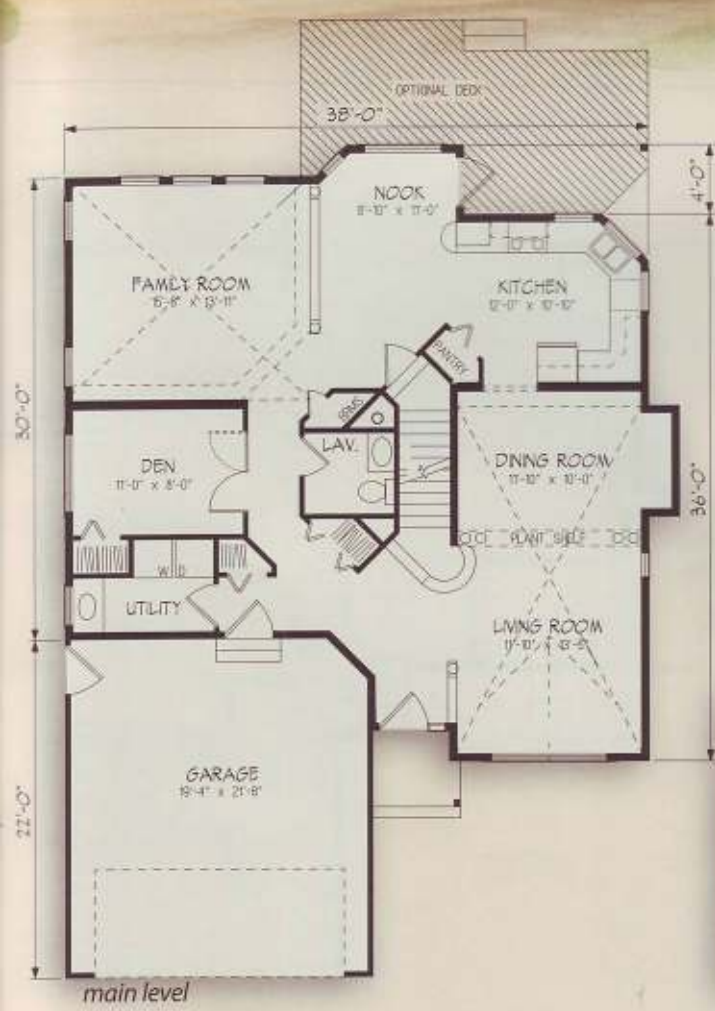 OPTIONAL DECK
38'-0"
4'-0"
NOOK
8'-10" x 11'-0"
FAMILY ROOM
15'-8" x 13'-11"
KITCHEN
12'-0" x 10'-10"
PANTRY
30'-0"
LAV.
DEN
11'-0" x 8'-0"
DINING ROOM
11'-10" x 10'-0"
36'-0"
PLANT SHELF
W D
UTILITY
LIVING ROOM
GARAGE
19'-4" x 21'-8"
22'-0"
main level